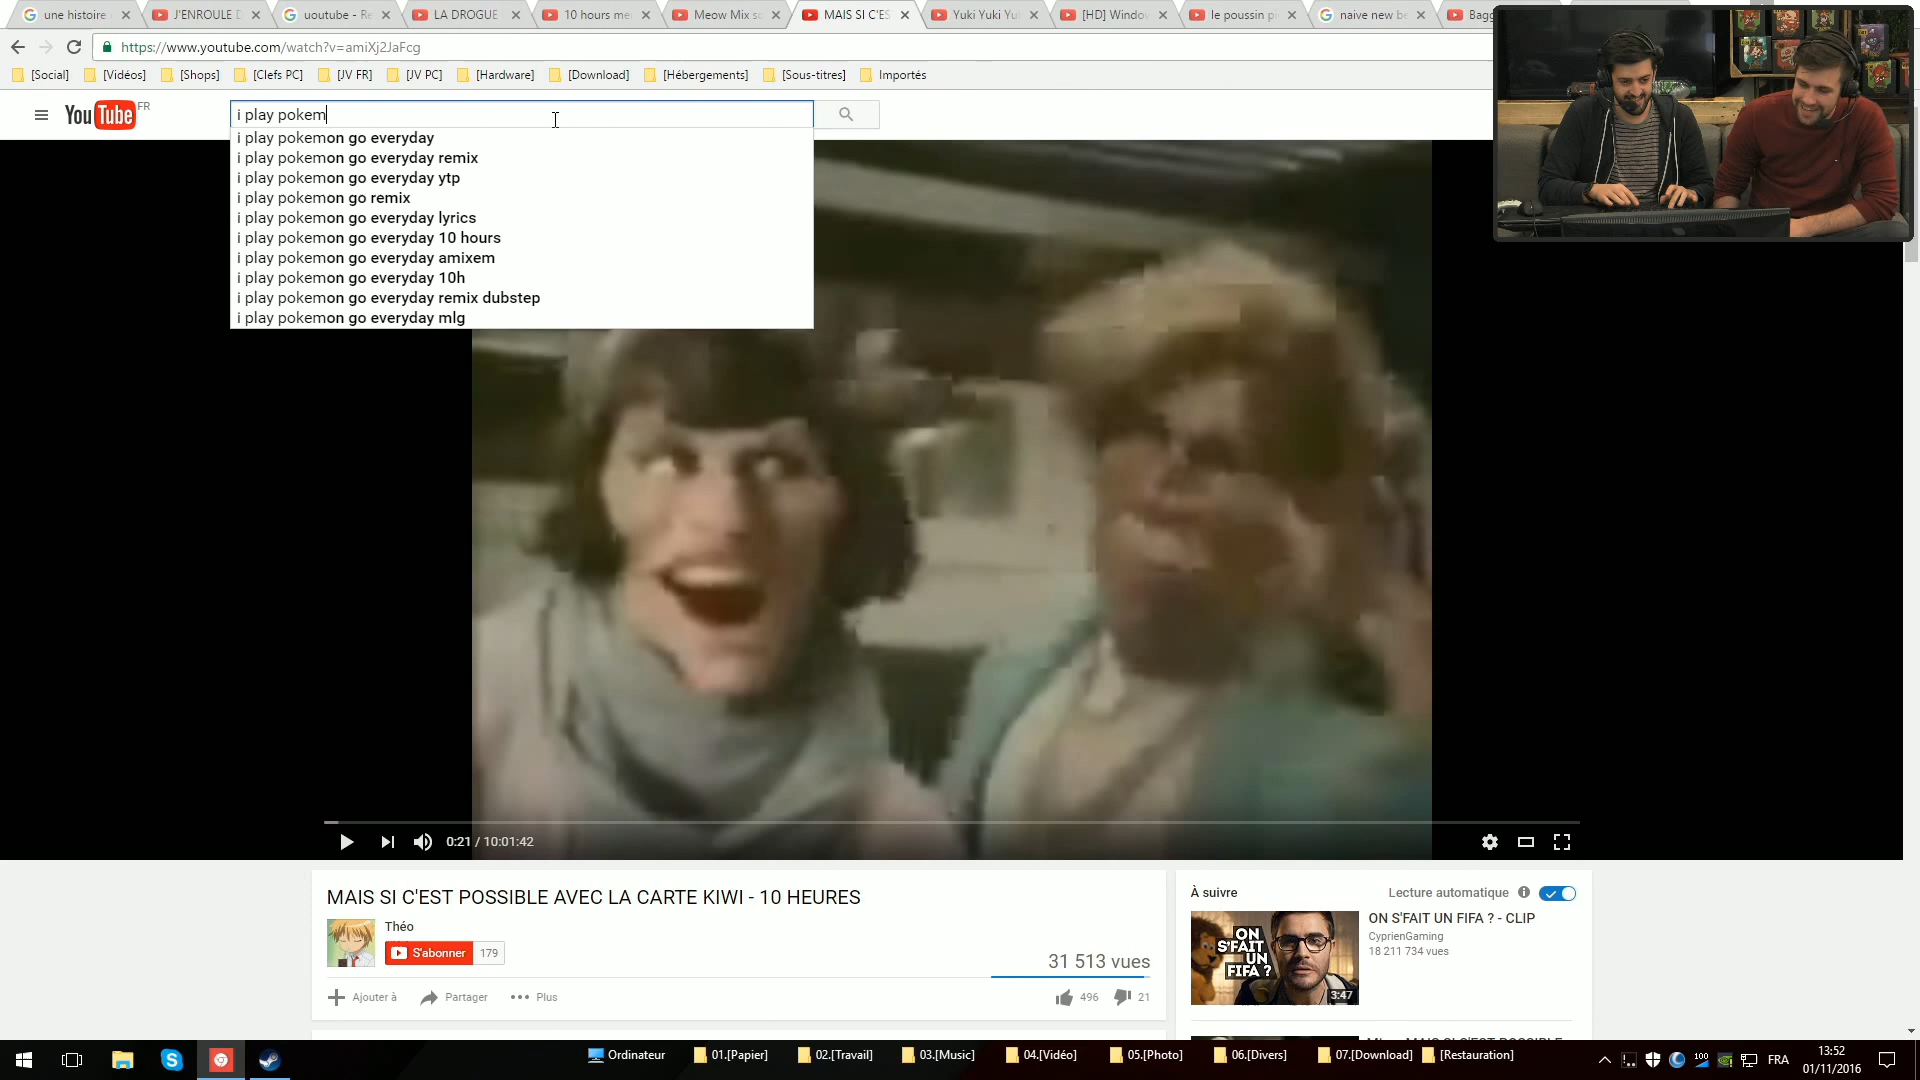 une histoire
J'ENROULE D
uoutube - Re
LA DROGUE
10 hours me
Meow Mix so
MAIS SI C'ES
Yuki Yuki Yu
[HD] Window
le poussin pi
naive new be
Bagg
https://www.youtube.com/watch?v=amiXj2JaFcg
[Social]
[Vidéos]
[Shops]
[Clefs PC]
[JV FR]
[JV PC]
[Hardware]
[Download]
[Hébergements]
[Sous-titres]
Importés
YouTube FR
i play pokem
i play pokemon go everyday
i play pokemon go everyday remix
i play pokemon go everyday ytp
i play pokemon go remix
i play pokemon go everyday lyrics
i play pokemon go everyday 10 hours
i play pokemon go everyday amixem
i play pokemon go everyday 10h
i play pokemon go everyday remix dubstep
i play pokemon go everyday mlg
0:21 / 10:01:42
MAIS SI C'EST POSSIBLE AVEC LA CARTE KIWI - 10 HEURES
Théo
S'abonner 179
31 513 vues
Ajouter à
Partager
Plus
496
21
À suivre
Lecture automatique
ON S'FAIT UN FIFA ?
3:47
ON S'FAIT UN FIFA ? - CLIP
CyprienGaming
18 211 734 vues
Ordinateur
01.[Papier]
02.[Travail]
03.[Music]
04.[Vidéo]
05.[Photo]
06.[Divers]
07.[Download]
[Restauration]
100
FRA
13:52
01/11/2016